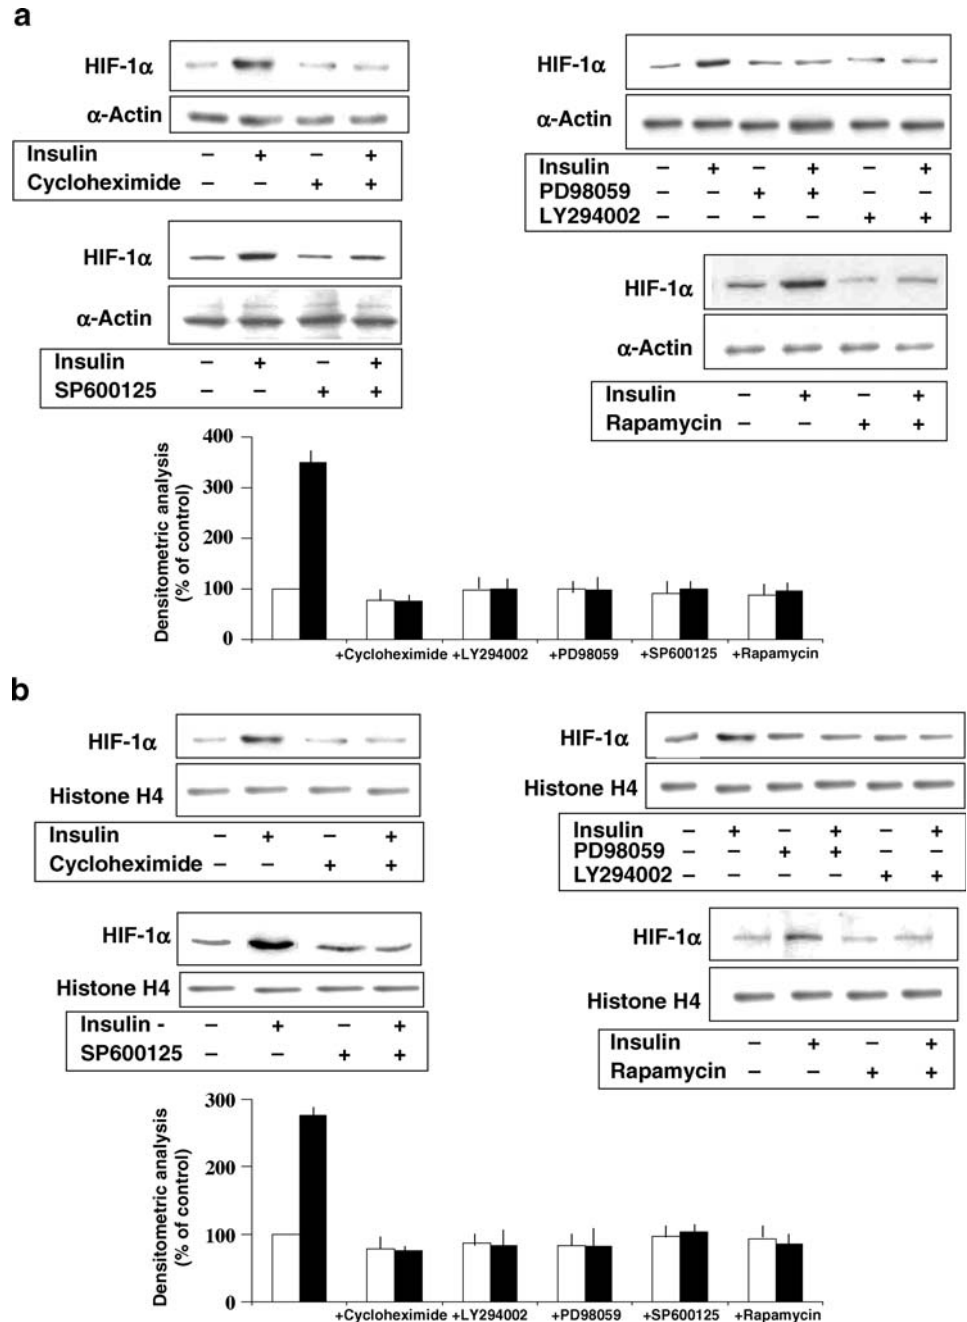 a
HIF-1α
α-Actin
Insulin – + – +
Cycloheximide – – + +
HIF-1α
α-Actin
Insulin – + – +
SP600125 – – + +
HIF-1α
α-Actin
Insulin – + – + – +
PD98059 – – + + – –
LY294002 – – – – + +
HIF-1α
α-Actin
Insulin – + – +
Rapamycin – – + +
Densitometric analysis
(% of control)
400
300
200
100
0
+Cycloheximide +LY294002 +PD98059 +SP600125 +Rapamycin
b
HIF-1α
Histone H4
Insulin – + – +
Cycloheximide – – + +
HIF-1α
Histone H4
Insulin - – + – +
SP600125 – – + +
HIF-1α
Histone H4
Insulin – + – + – +
PD98059 – – + + – –
LY294002 – – – – + +
HIF-1α
Histone H4
Insulin – + – +
Rapamycin – – + +
Densitometric analysis
(% of control)
300
200
100
0
+Cycloheximide +LY294002 +PD98059 +SP600125 +Rapamycin